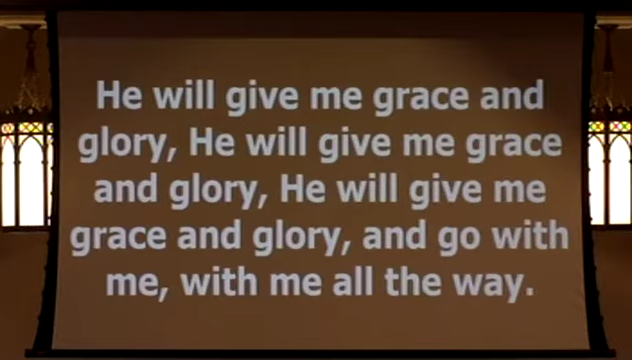 He will give me grace and
glory, He will give me grace
and glory, He will give me
grace and glory, and go with
me, with me all the way.